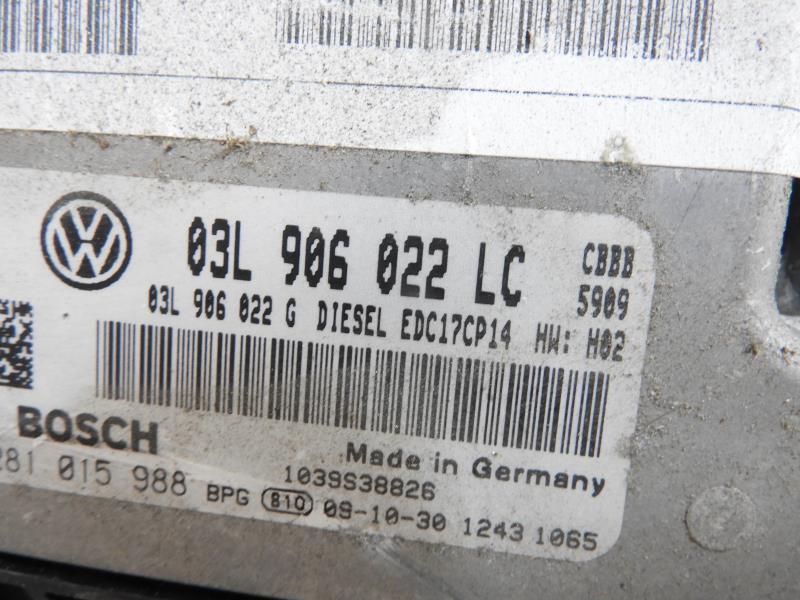 03L 906 022 LC CBBB
5909
03L 906 022 G DIESEL EDC17CP14 HW: H02
BOSCH
Made in Germany
1039S38826
281 015 988 BPG 810 09-10-30 1243 1065